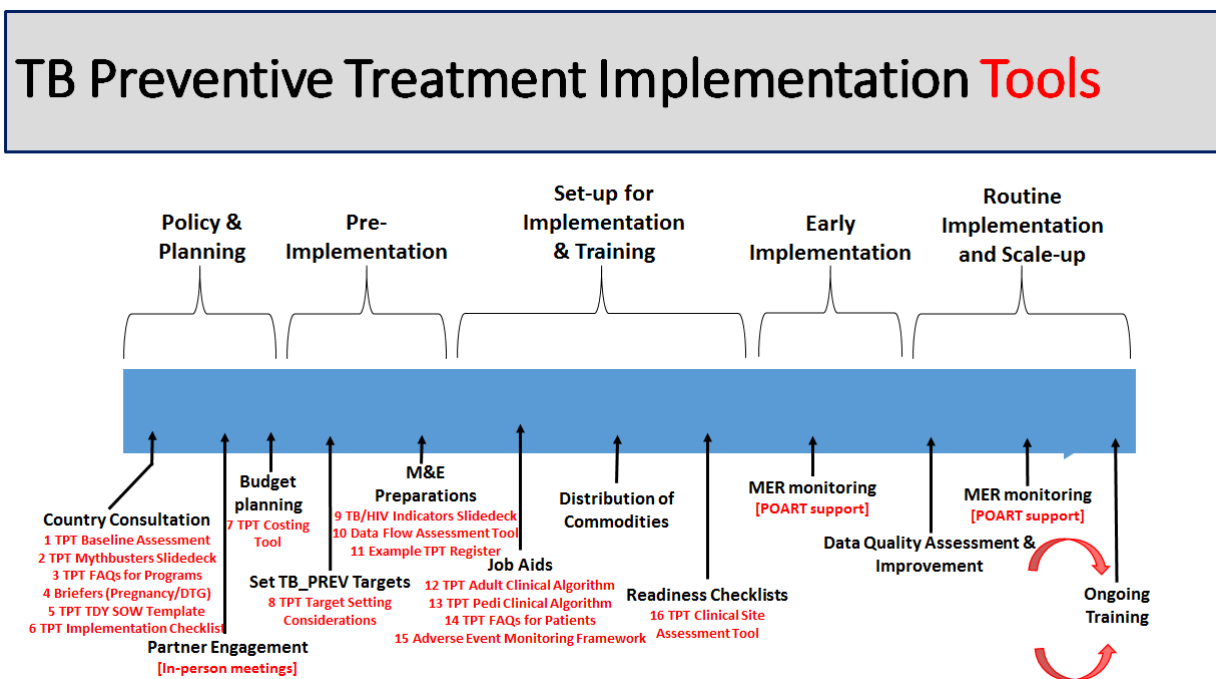 TB Preventive Treatment Implementation Tools
Policy &
Planning
Pre-
Implementation
Set-up for
Implementation
& Training
Early
Implementation
Routine
Implementation
and Scale-up
Country Consultation
1 TPT Baseline Assessment
2 TPT Mythbusters Slidedeck
3 TPT FAQs for Programs
4 Briefers (Pregnancy/DTG)
5 TPT TDY SOW Template
6 TPT Implementation Checklist
Partner Engagement
[In-person meetings]
Budget
planning
7 TPT Costing
Tool
Set TB_PREV Targets
8 TPT Target Setting
Considerations
M&E
Preparations
9 TB/HIV Indicators Slidedeck
10 Data Flow Assessment Tool
11 Example TPT Register
Job Aids
12 TPT Adult Clinical Algorithm
13 TPT Pedi Clinical Algorithm
14 TPT FAQs for Patients
15 Adverse Event Monitoring Framework
Distribution of
Commodities
Readiness Checklists
16 TPT Clinical Site
Assessment Tool
MER monitoring
[POART support]
Data Quality Assessment &
Improvement
MER monitoring
[POART support]
Ongoing
Training